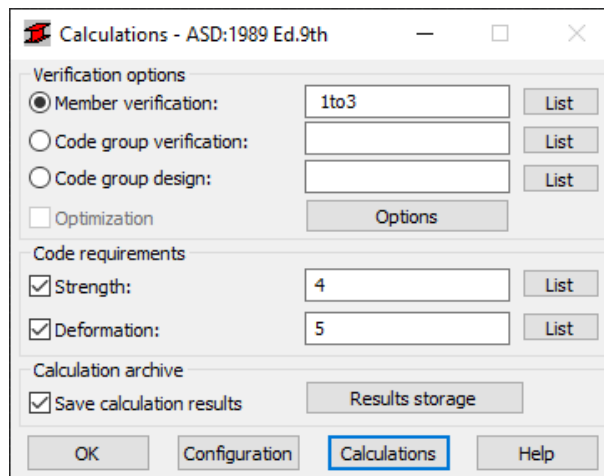 Calculations - ASD:1989 Ed.9th
Verification options
Member verification: 1to3 List
Code group verification: List
Code group design: List
Optimization Options
Code requirements
Strength: 4 List
Deformation: 5 List
Calculation archive
Save calculation results Results storage
OK Configuration Calculations Help